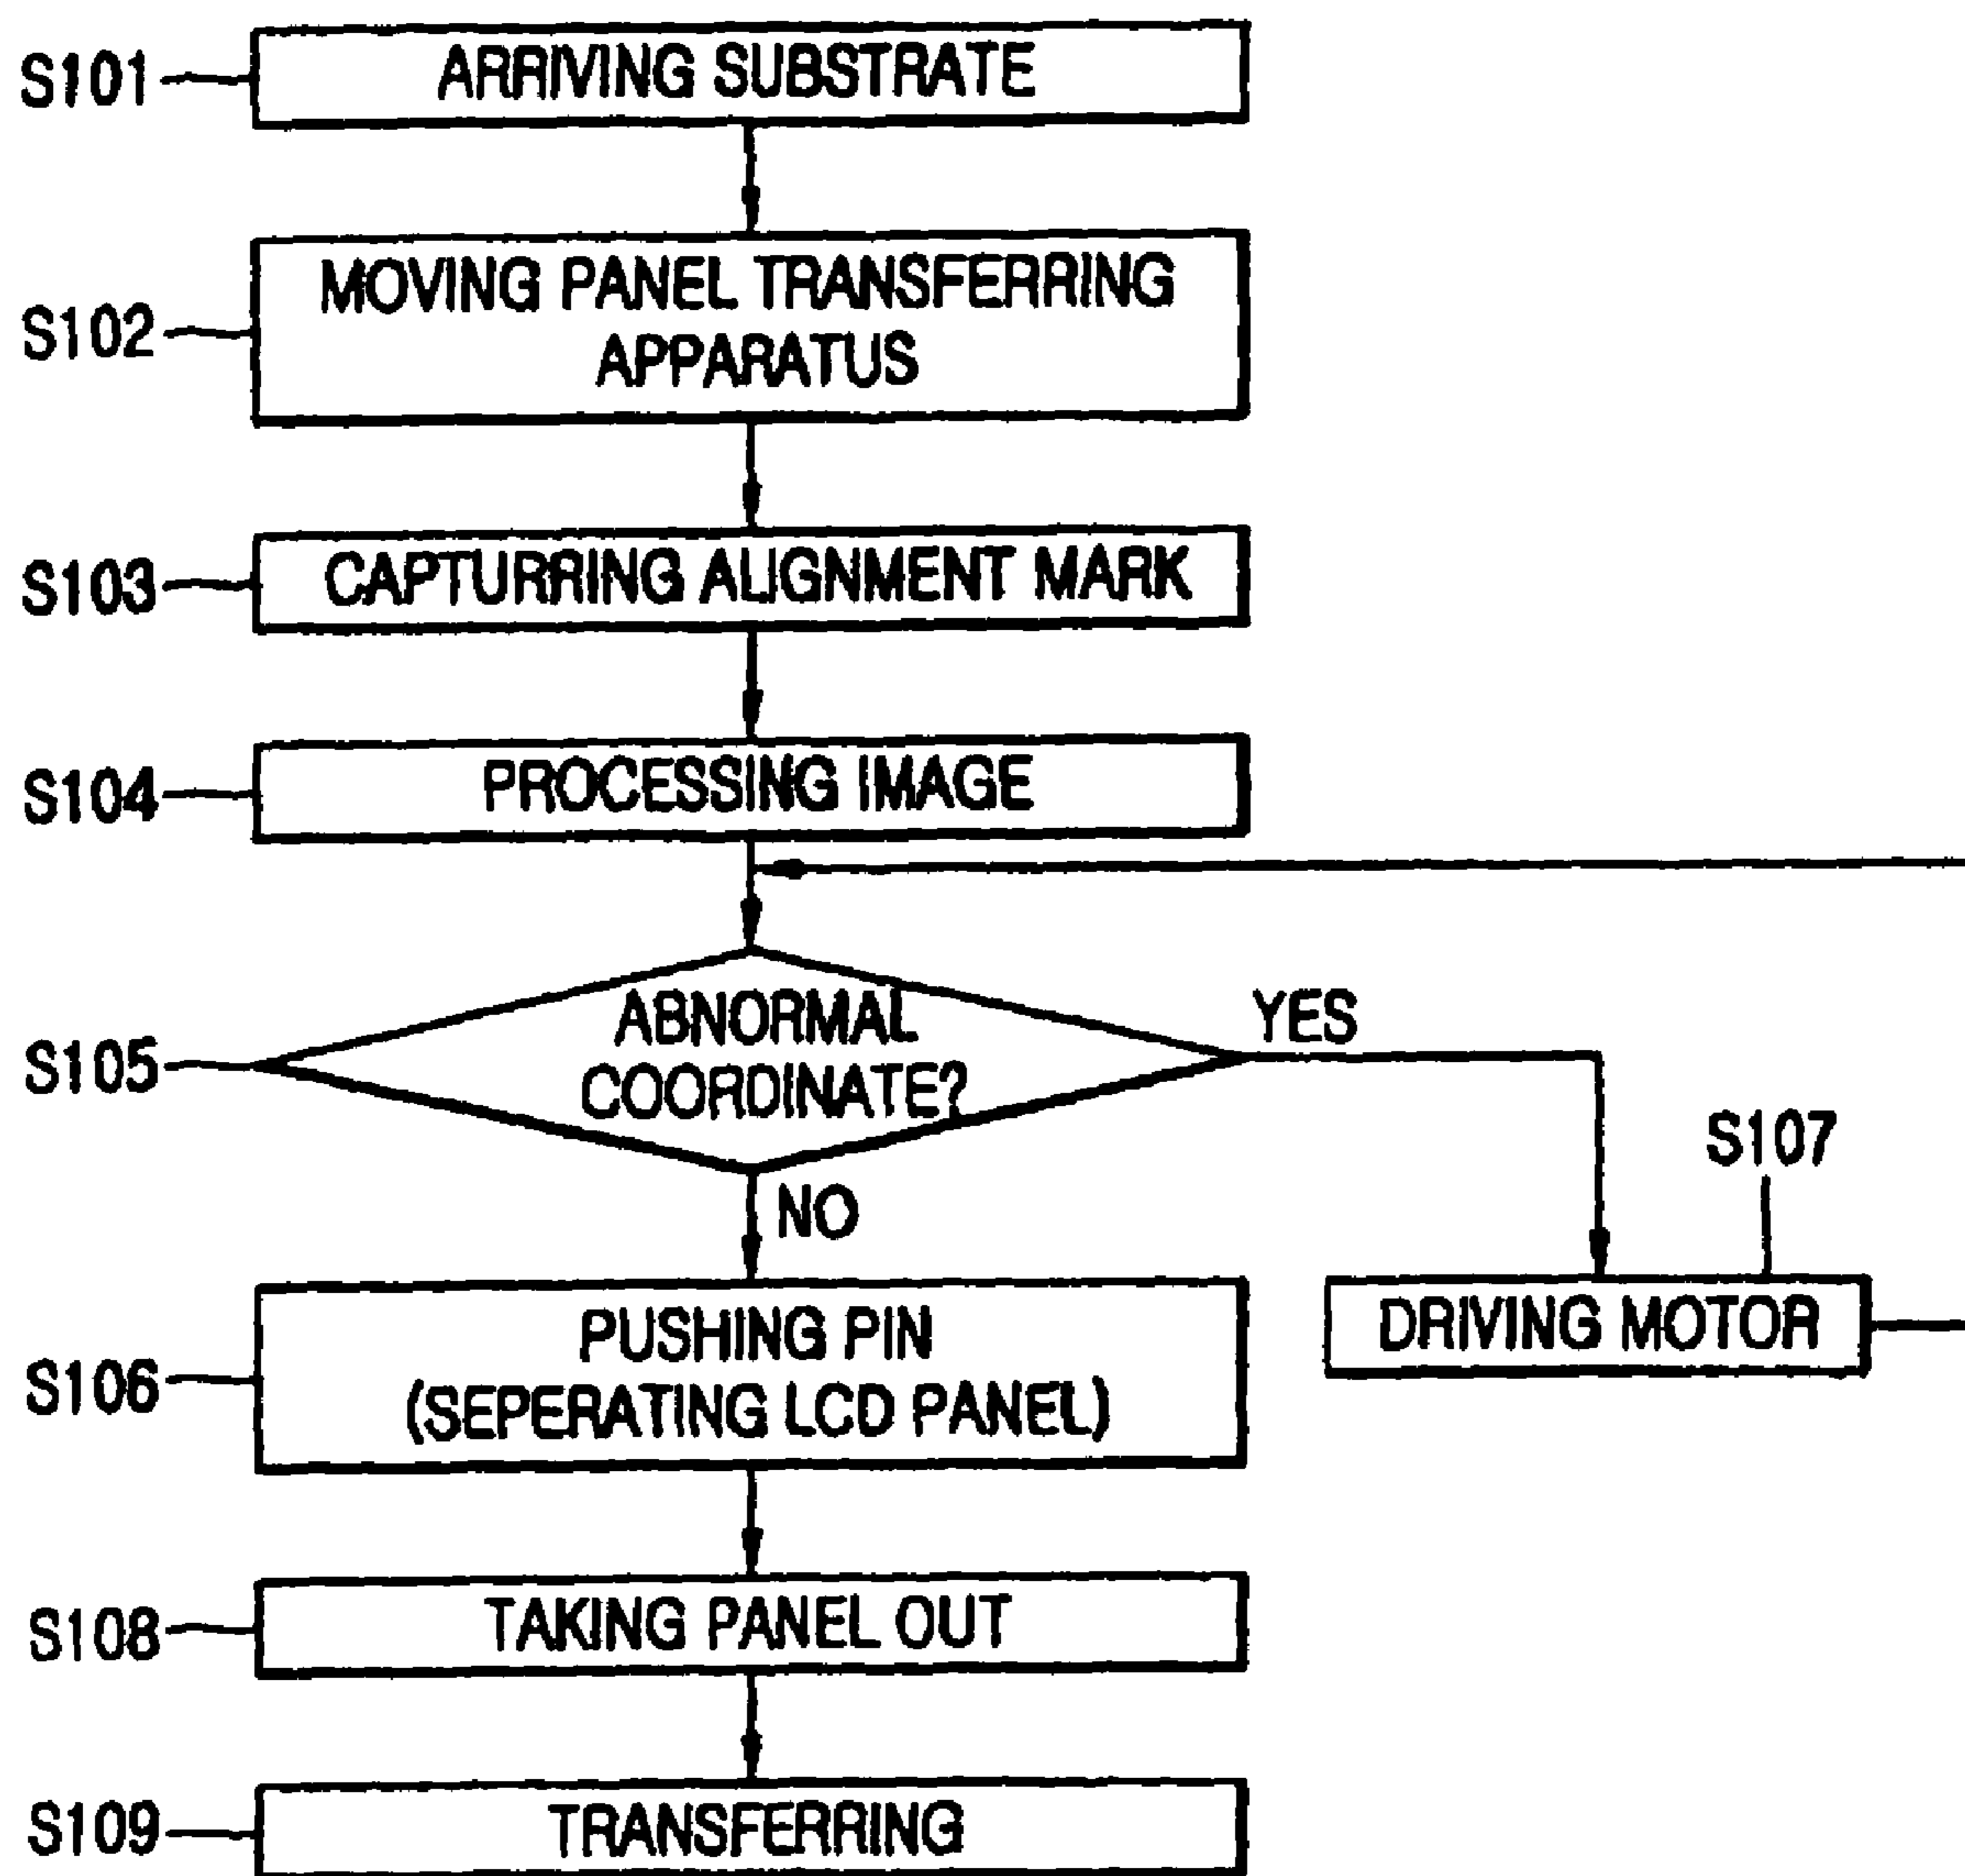 S101
ARRIVING SUBSTRATE
S102
MOVING PANEL TRANSFERRING
APPARATUS
S103
CAPTURRING ALIGNMENT MARK
S104
PROCESSING IMAGE
S105
ABNORMAL
COORDINATE?
YES
NO
S107
DRIVING MOTOR
S106
PUSHING PIN
(SEPERATING LCD PANEL)
S108
TAKING PANEL OUT
S109
TRANSFERRING